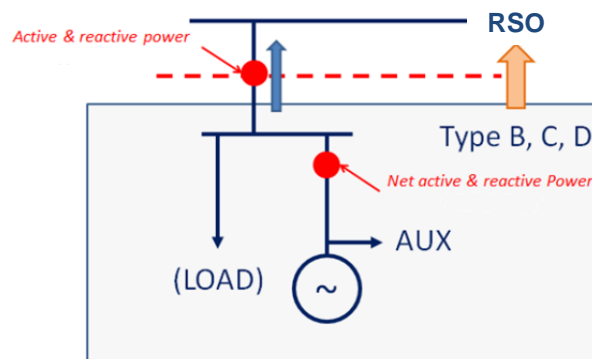 RSO
Active & reactive power
Type B, C, D
Net active & reactive Power
AUX
(LOAD)
~